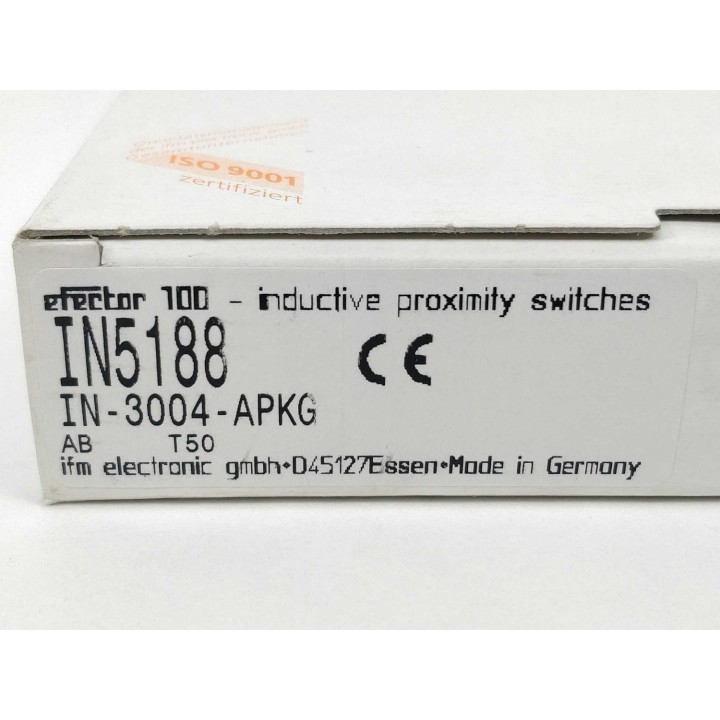 ISO 9001
zertifiziert
efector 100 - inductive proximity switches
IN5188
CE
IN-3004-APKG
AB T50
ifm electronic gmbh•D45127Essen•Made in Germany